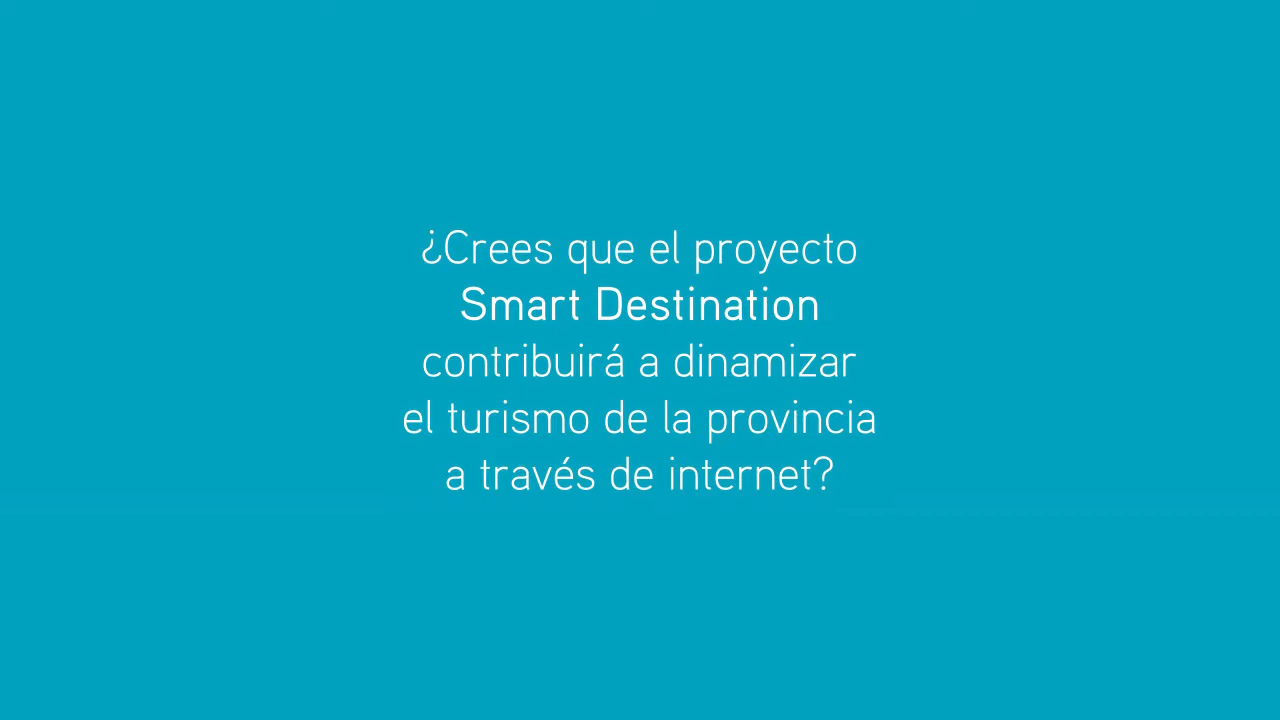 ¿Crees que el proyecto
Smart Destination
contribuirá a dinamizar
el turismo de la provincia
a través de internet?